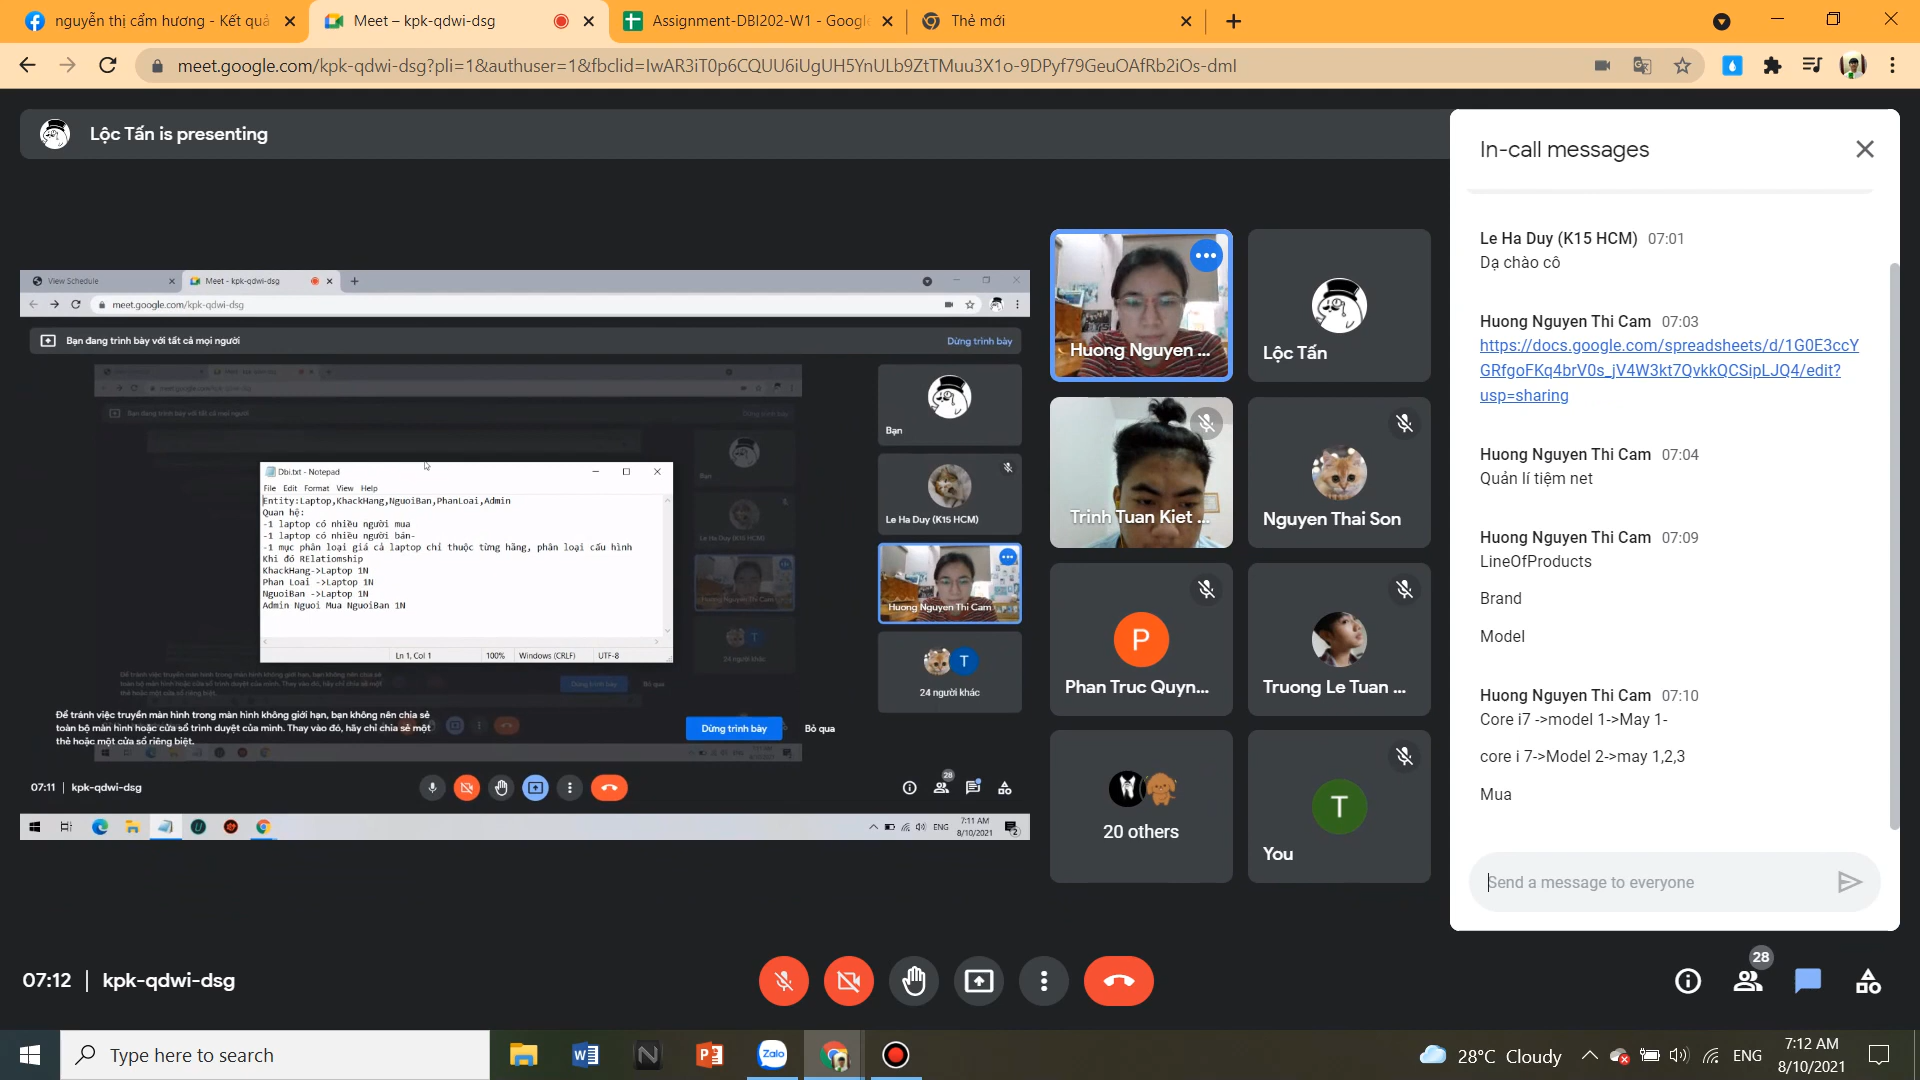 nguyễn thị cẩm hương - Kết quả
Meet – kpk-qdwi-dsg
Assignment-DBI202-W1 - Google
Thẻ mới
meet.google.com/kpk-qdwi-dsg?pli=1&authuser=1&fbclid=IwAR3iT0p6CQUU6iUgUH5YnULb9ZtTMuu3X1o-9DPyf79GeuOAfRb2iOs-dmI
Lộc Tấn is presenting
View Schedule
Meet - kpk-qdwi-dsg
meet.google.com/kpk-qdwi-dsg
Bạn đang trình bày với tất cả mọi người
Dừng trình bày
Dbi.txt - Notepad
File Edit Format View Help
Entity:Laptop,KhackHang,NguoiBan,PhanLoai,Admin
Quan hệ:
-1 laptop có nhiều người mua
-1 laptop có nhiều người bán-
-1 mục phân loại giá cả laptop chỉ thuộc từng hãng, phân loại cấu hình
Khi đó RElationship
KhackHang->Laptop 1N
Phan Loai ->Laptop 1N
NguoiBan ->Laptop 1N
Admin Nguoi Mua NguoiBan 1N
Ln 1, Col 1
100%
Windows (CRLF)
UTF-8
Bạn
Le Ha Duy (K15 HCM)
Huong Nguyen Thi Cam
T
24 người khác
Để tránh việc truyền màn hình trong màn hình không giới hạn, bạn không nên chia sẻ
toàn bộ màn hình hoặc cửa sổ trình duyệt của mình. Thay vào đó, hãy chỉ chia sẻ một
thẻ hoặc một cửa sổ riêng biệt.
Dừng trình bày
Bỏ qua
07:11 | kpk-qdwi-dsg
28
ENG
7:11 AM
8/10/2021
2
Huong Nguyen ...
Lộc Tấn
Trinh Tuan Kiet ...
Nguyen Thai Son
P
Phan Truc Quyn...
Truong Le Tuan ...
20 others
T
You
In-call messages
Le Ha Duy (K15 HCM) 07:01
Dạ chào cô
Huong Nguyen Thi Cam 07:03
https://docs.google.com/spreadsheets/d/1G0E3ccY
GRfgoFKq4brV0s_jV4W3kt7QvkkQCSipLJQ4/edit?
usp=sharing
Huong Nguyen Thi Cam 07:04
Quản lí tiệm net
Huong Nguyen Thi Cam 07:09
LineOfProducts
Brand
Model
Huong Nguyen Thi Cam 07:10
Core i7 ->model 1->May 1-
core i 7->Model 2->may 1,2,3
Mua
Send a message to everyone
07:12 | kpk-qdwi-dsg
28
Type here to search
Zalo
28°C Cloudy
ENG
7:12 AM
8/10/2021